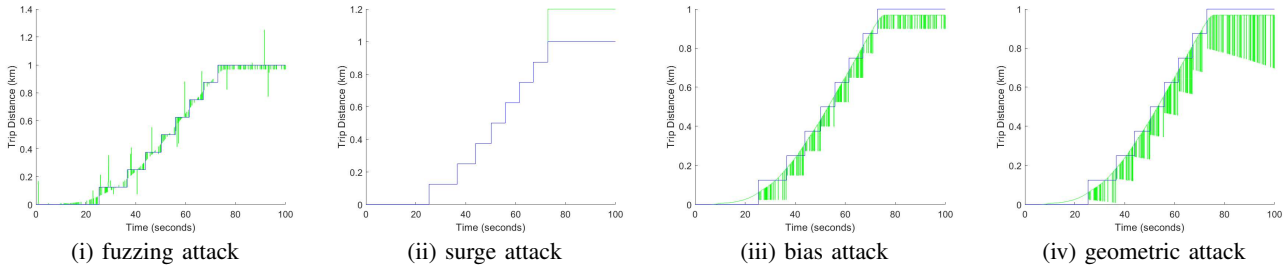 1.4
1.2
1
0.8
0.6
0.4
0.2
0
Trip Distance (km)
0 20 40 60 80 100
Time (seconds)
(i) fuzzing attack
1.2
1
0.8
0.6
0.4
0.2
0
Trip Distance (km)
0 20 40 60 80 100
Time (seconds)
(ii) surge attack
1
0.8
0.6
0.4
0.2
0
Trip Distance (km)
0 20 40 60 80 100
Time (seconds)
(iii) bias attack
1
0.8
0.6
0.4
0.2
0
Trip Distance (km)
0 20 40 60 80 100
Time (seconds)
(iv) geometric attack